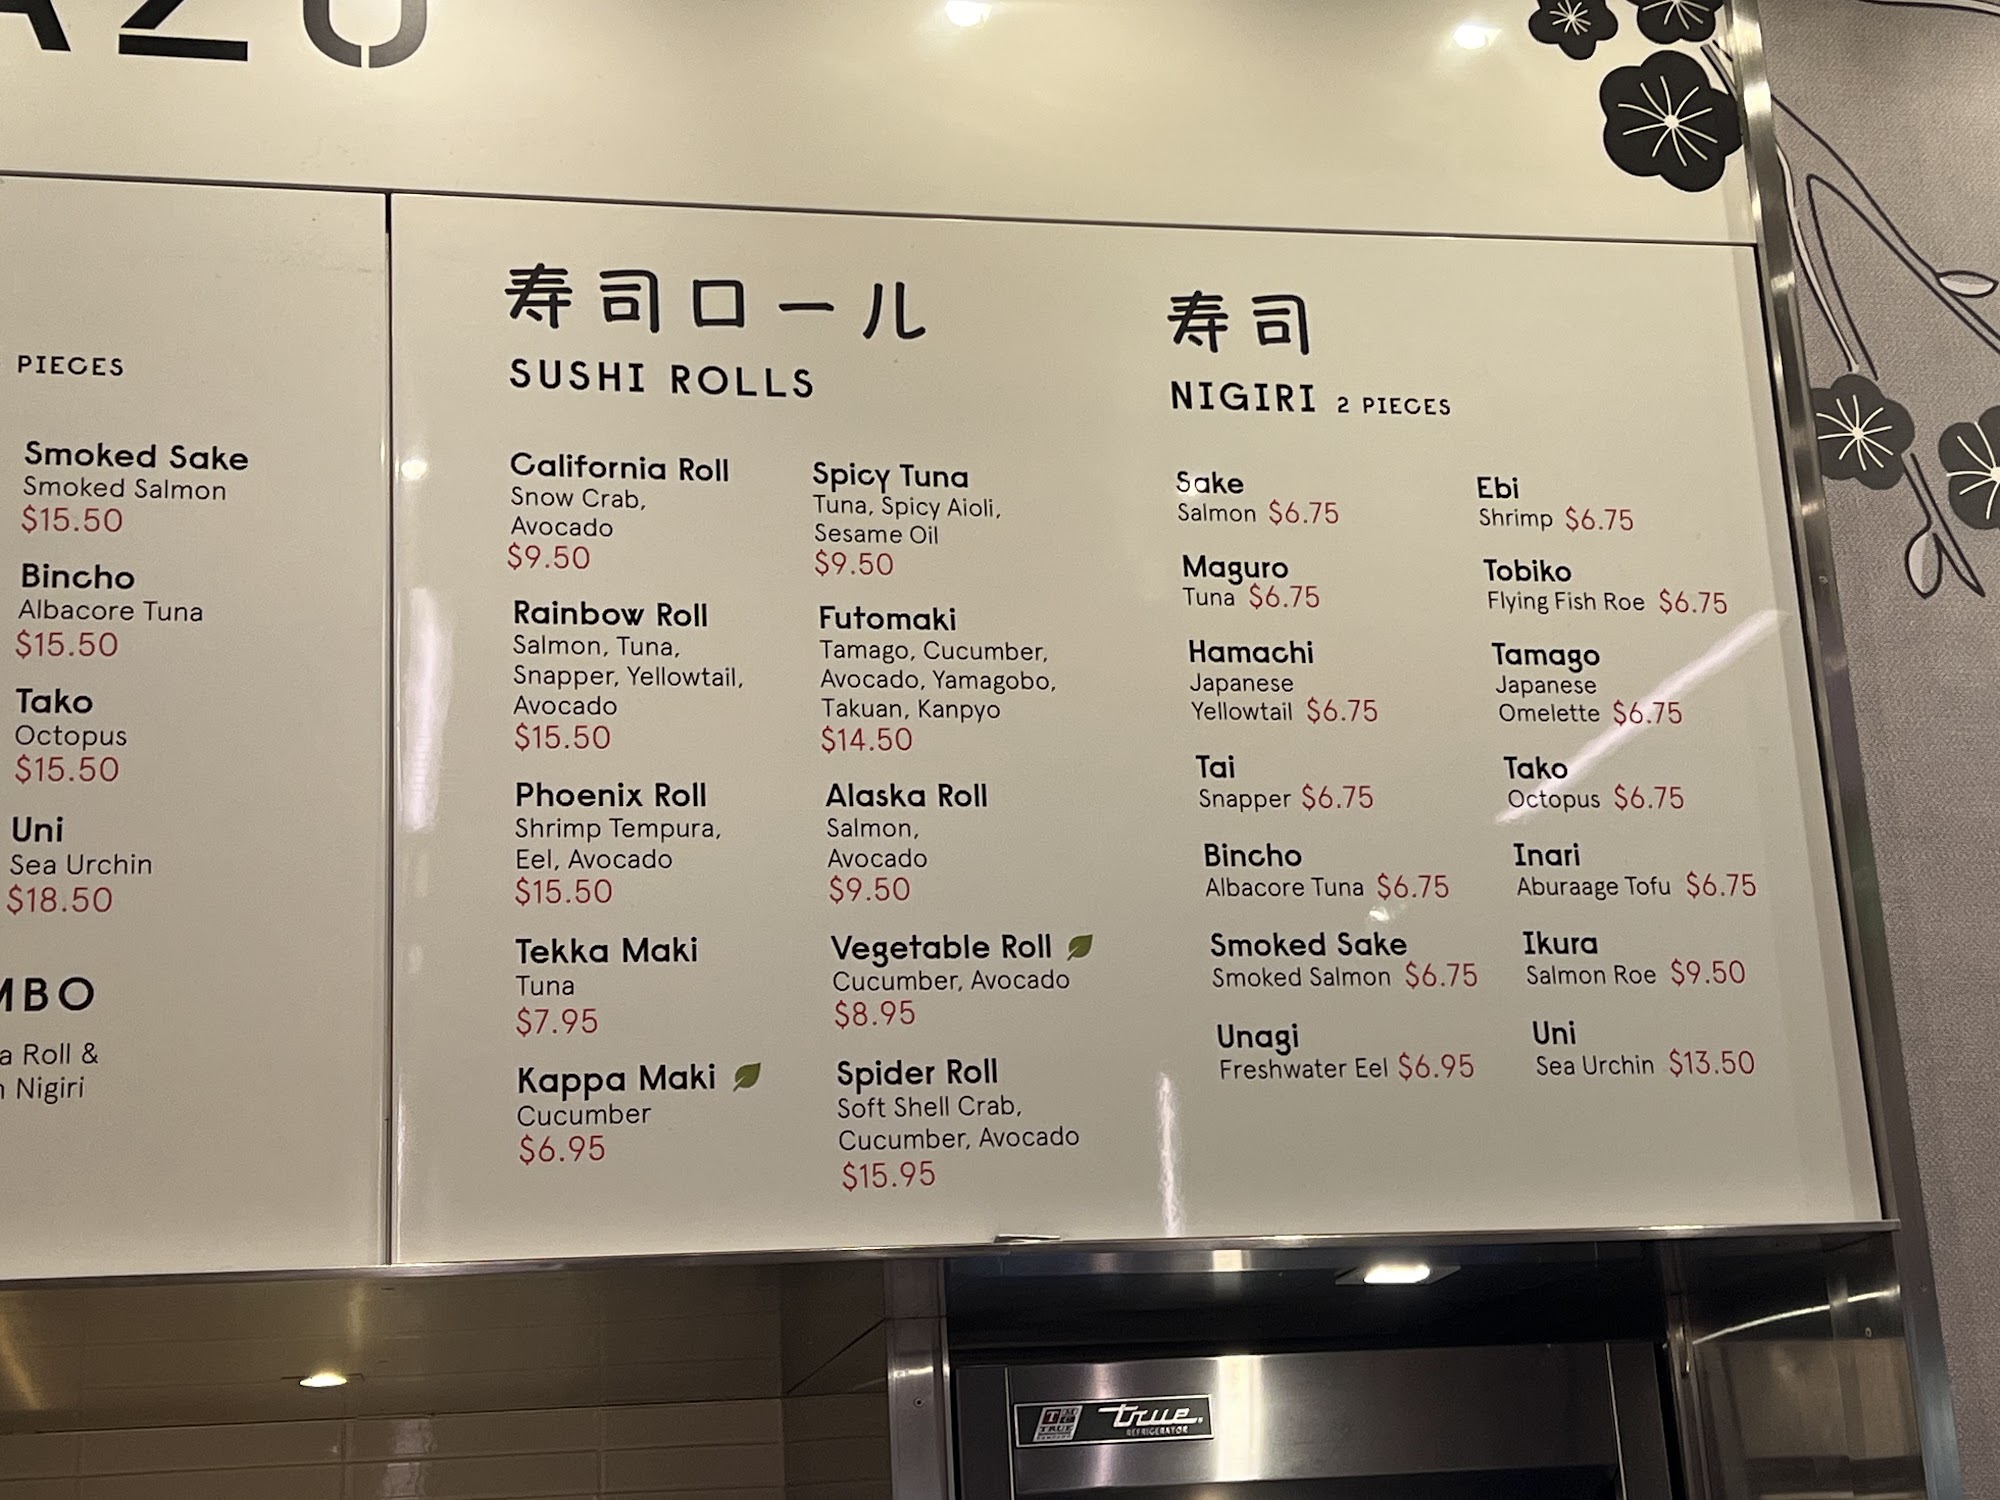 PIECES
Smoked Sake
Smoked Salmon
$15.50
Bincho
Albacore Tuna
$15.50
Tako
Octopus
$15.50
Uni
Sea Urchin
$18.50
MBO
a Roll &
Nigiri
寿司ロール
SUSHI ROLLS
California Roll
Snow Crab,
Avocado
$9.50
Rainbow Roll
Salmon, Tuna,
Snapper, Yellowtail,
Avocado
$15.50
Phoenix Roll
Shrimp Tempura,
Eel, Avocado
$15.50
Tekka Maki
Tuna
$7.95
Kappa Maki
Cucumber
$6.95
Spicy Tuna
Tuna, Spicy Aioli,
Sesame Oil
$9.50
Futomaki
Tamago, Cucumber,
Avocado, Yamagobo,
Takuan, Kanpyo
$14.50
Alaska Roll
Salmon,
Avocado
$9.50
Vegetable Roll
Cucumber, Avocado
$8.95
Spider Roll
Soft Shell Crab,
Cucumber, Avocado
$15.95
寿司
NIGIRI 2 PIECES
Sake
Salmon $6.75
Maguro
Tuna $6.75
Hamachi
Japanese
Yellowtail $6.75
Tai
Snapper $6.75
Bincho
Albacore Tuna $6.75
Smoked Sake
Smoked Salmon $6.75
Unagi
Freshwater Eel $6.95
Ebi
Shrimp $6.75
Tobiko
Flying Fish Roe $6.75
Tamago
Japanese
Omelette $6.75
Tako
Octopus $6.75
Inari
Aburaage Tofu $6.75
Ikura
Salmon Roe $9.50
Uni
Sea Urchin $13.50
true
REFRIGERATOR